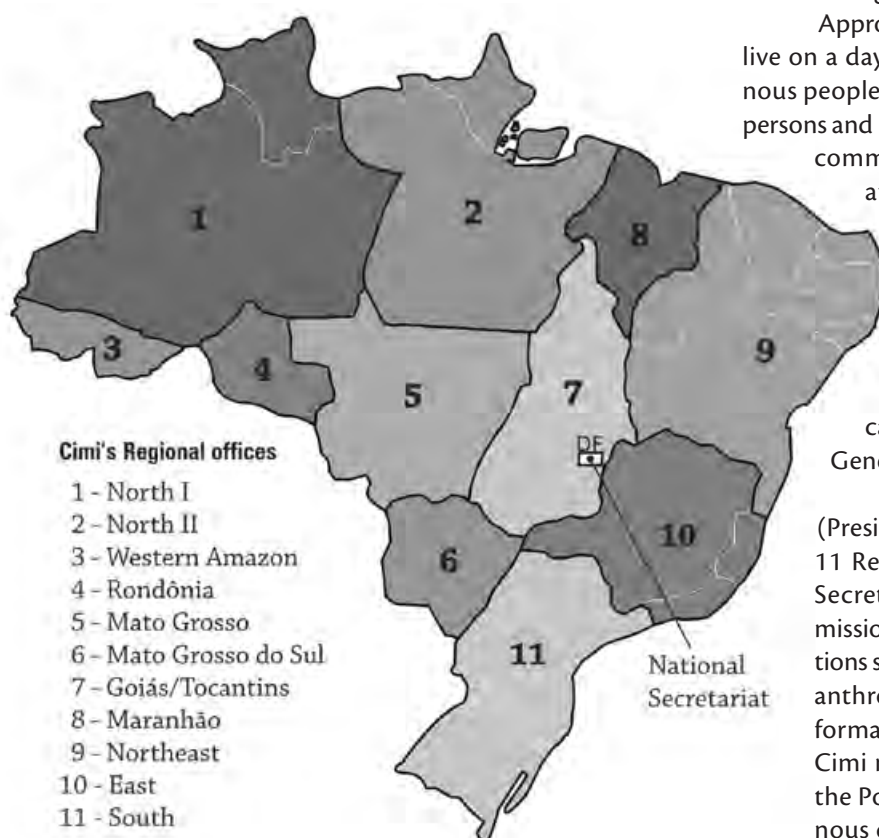 Appro
live on a day
nous people
persons and
comm
a
1
2
8
3
4
5
7
9
DF
6
10
11
National
Secretariat
Cimi's Regional offices
1 - North I
2 - North II
3 - Western Amazon
4 - Rondônia
5 - Mato Grosso
6 - Mato Grosso do Sul
7 - Goiás/Tocantins
8 - Maranhão
9 - Northeast
10 - East
11 - South
ca
Gene
(Presi
11 Re
Secret
mission
tions s
anthro
forma
Cimi r
the Po
nous